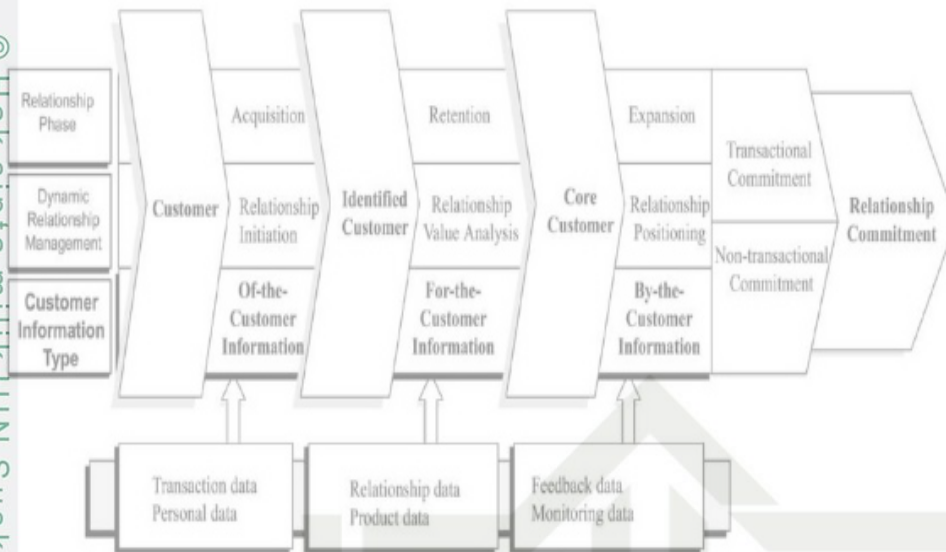 Relationship
Phase
Acquisition
Retention
Expansion
Transactional
Commitment
Dynamic
Relationship
Management
Customer
Relationship
Initiation
Identified
Customer
Relationship
Value Analysis
Core
Customer
Relationship
Positioning
Non-transactional
Commitment
Relationship
Commitment
Customer
Information
Type
Of-the-
Customer
Information
For-the-
Customer
Information
By-the-
Customer
Information
Transaction data
Personal data
Relationship data
Product data
Feedback data
Monitoring data